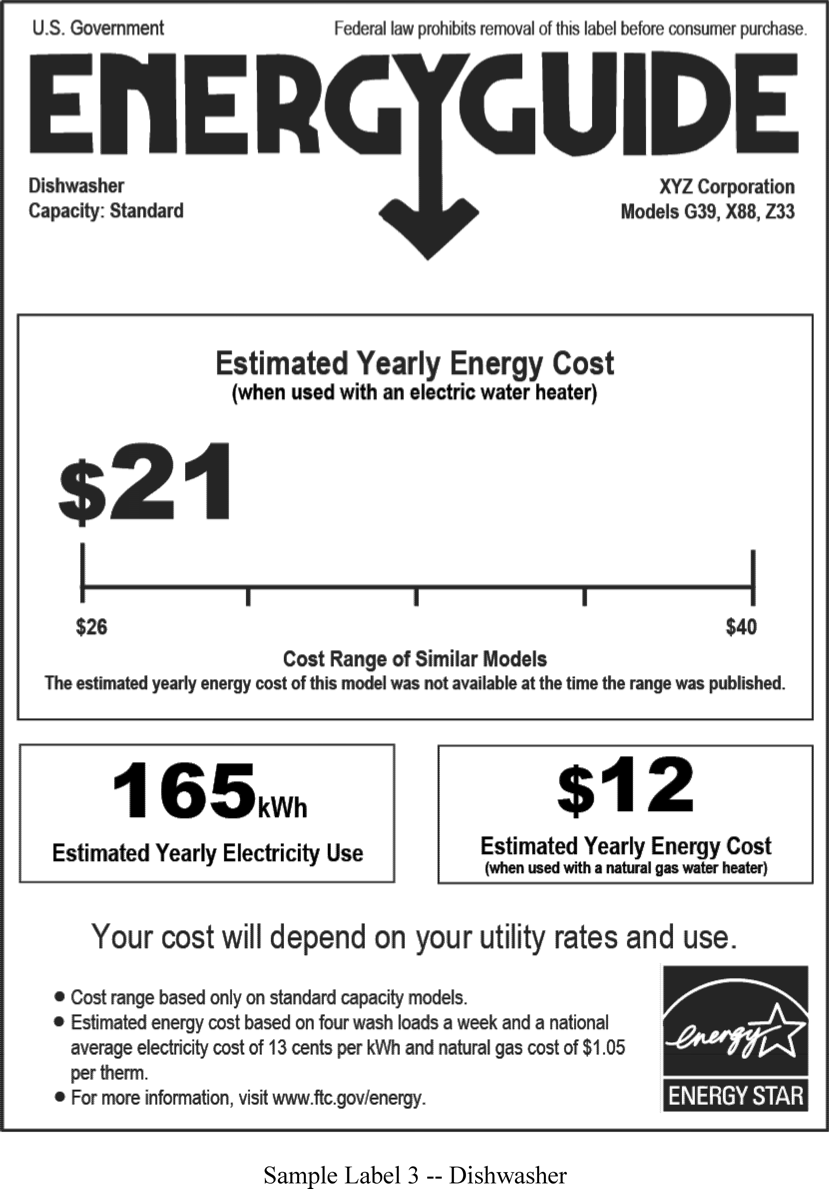 U.S. Government
Federal law prohibits removal of this label before consumer purchase.
ENERGYGUIDE
Dishwasher
Capacity: Standard
XYZ Corporation
Models G39, X88, Z33
Estimated Yearly Energy Cost
(when used with an electric water heater)
$21
$26
$40
Cost Range of Similar Models
The estimated yearly energy cost of this model was not available at the time the range was published.
165kWh
Estimated Yearly Electricity Use
$12
Estimated Yearly Energy Cost
(when used with a natural gas water heater)
Your cost will depend on your utility rates and use.
● Cost range based only on standard capacity models.
● Estimated energy cost based on four wash loads a week and a national
average electricity cost of 13 cents per kWh and natural gas cost of $1.05
per therm.
● For more information, visit www.ftc.gov/energy.
energy
ENERGY STAR
Sample Label 3 -- Dishwasher